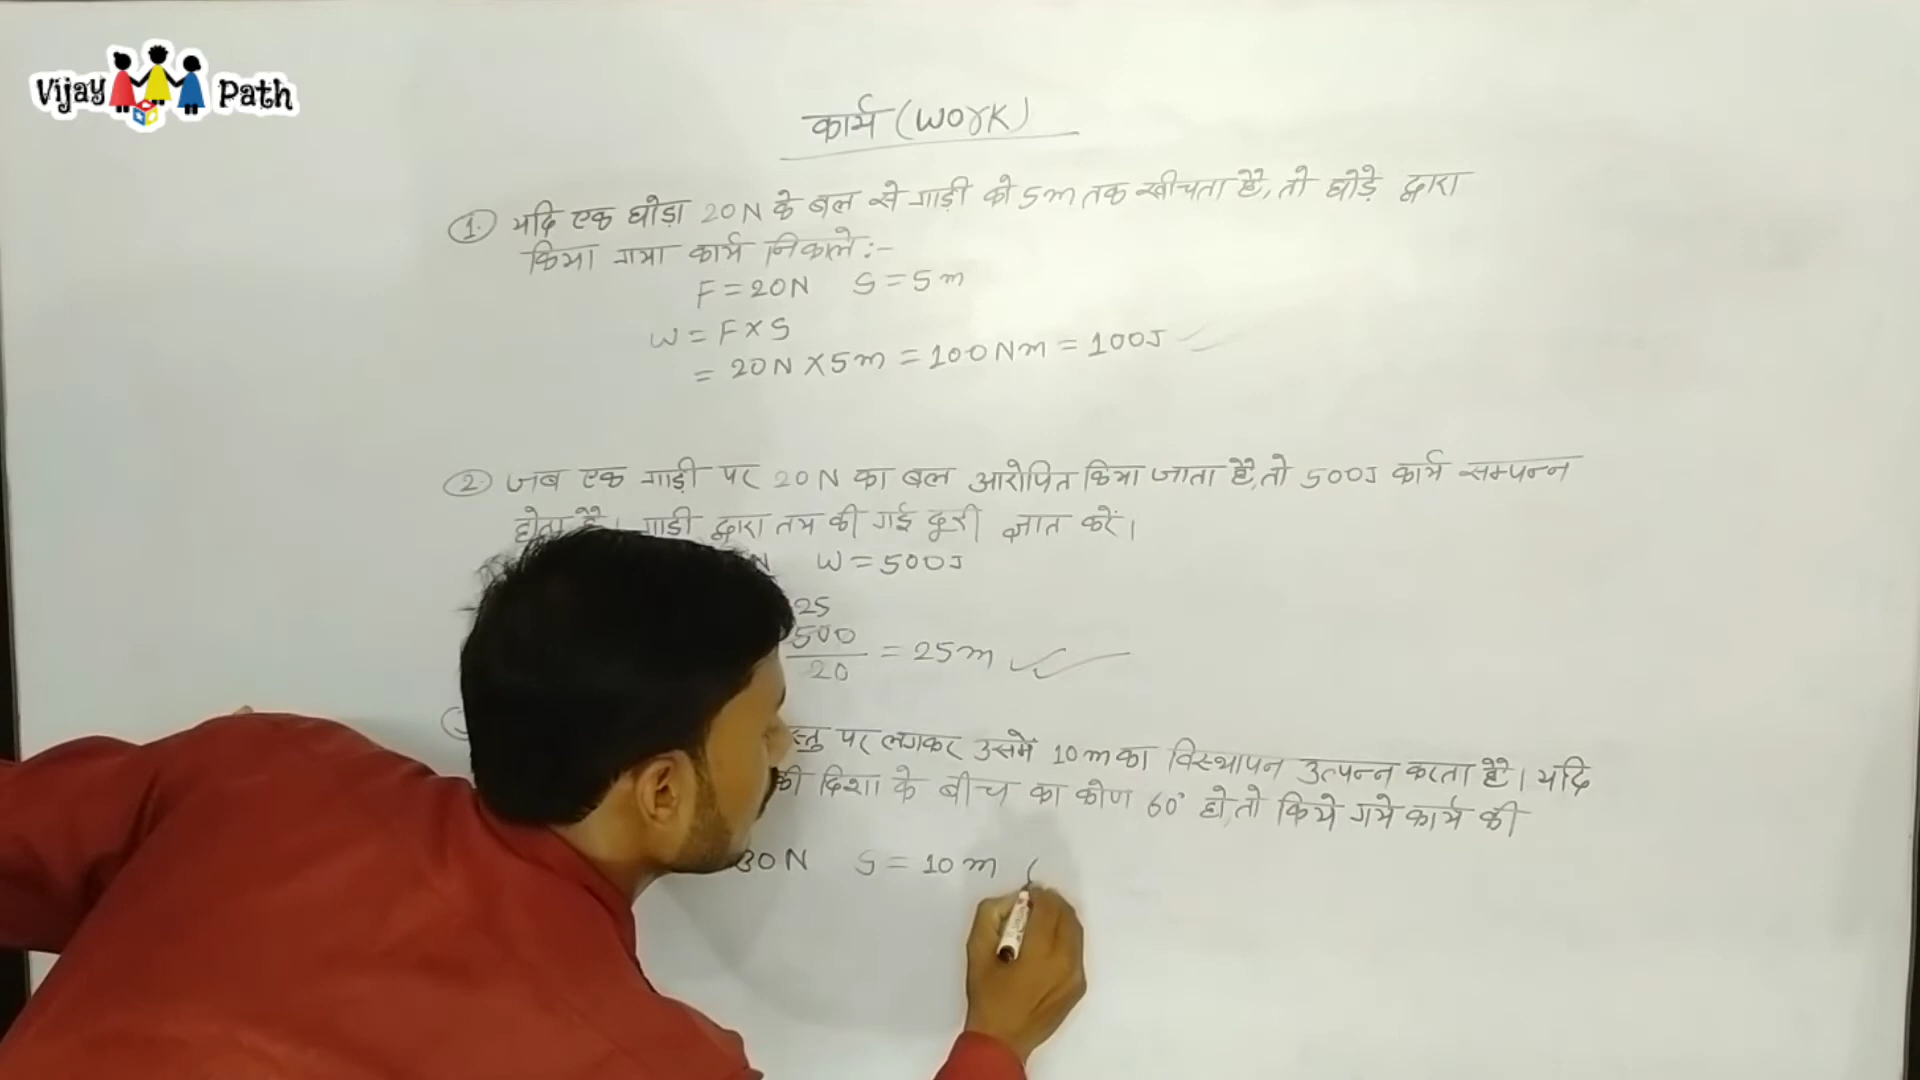 Vijay Path
कार्य (WORK)
1. यदि एक घोड़ा 20N के बल से गाड़ी को 5m तक खीचता है, तो घोड़े द्वारा
किया गया कार्य निकाले:-
F = 20N S = 5m
W = F×S
= 20N × 5m = 100Nm = 100J
2. जब एक गाड़ी पर 20N का बल आरोपित किया जाता है, तो 500J कार्य सम्पन्न
होता है। गाडी द्वारा तय की गई दूरी ज्ञात करें।
W = 500J
25
500
20
= 25m
पर लगकर उसमें 10m का विस्थापन उत्पन्न करता है। यदि
की दिशा के बीच का कोण 60° हो, तो किये गये कार्य की
30N S = 10m